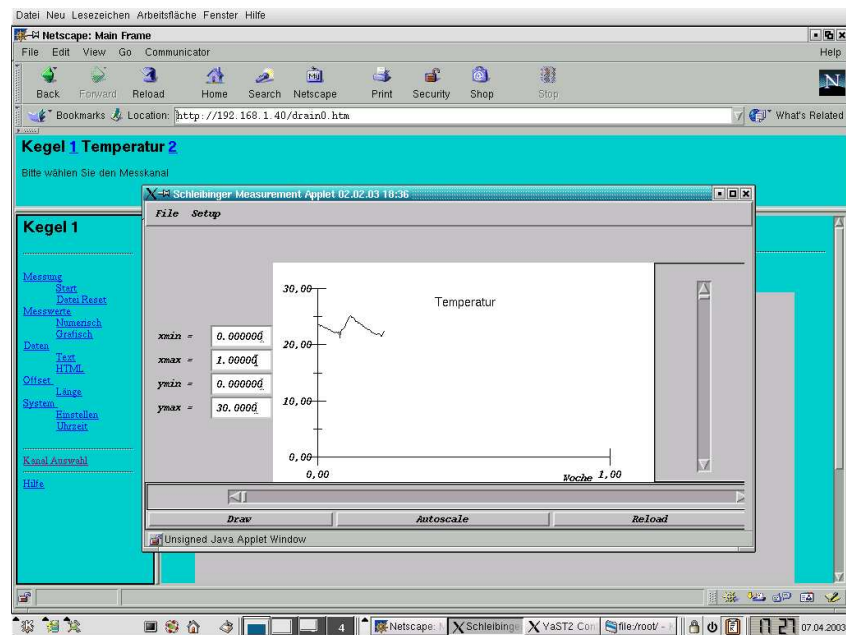 Datei Neu Lesezeichen Arbeitsfläche Fenster Hilfe
Netscape: Main Frame
File Edit View Go Communicator Help
Back Forward Reload Home Search Netscape Print Security Shop Stop
Bookmarks Location: http://192.168.1.40/drain0.htm What's Related
Kegel 1 Temperatur 2
Bitte wählen Sie den Messkanal
Schleibinger Measurement Applet 02.02.03 18:36
File Setup
Kegel 1
Messung
Start
Datei Reset
Messwerte
Numerisch
Grafisch
Daten
Text
HTML
Offset
Länge
System
Einstellen
Uhrzeit
Kanal Auswahl
Hilfe
xmin = 0.000000
xmax = 1.00000
ymin = 0.000000
ymax = 30.0000
Temperatur
30,00
20,00
10,00
0,00
0,00 Woche 1,00
Draw Autoscale Reload
Unsigned Java Applet Window
4 Netscape: Schleibinge YaST2 Con file:/root/ - 17 27 07.04.2003